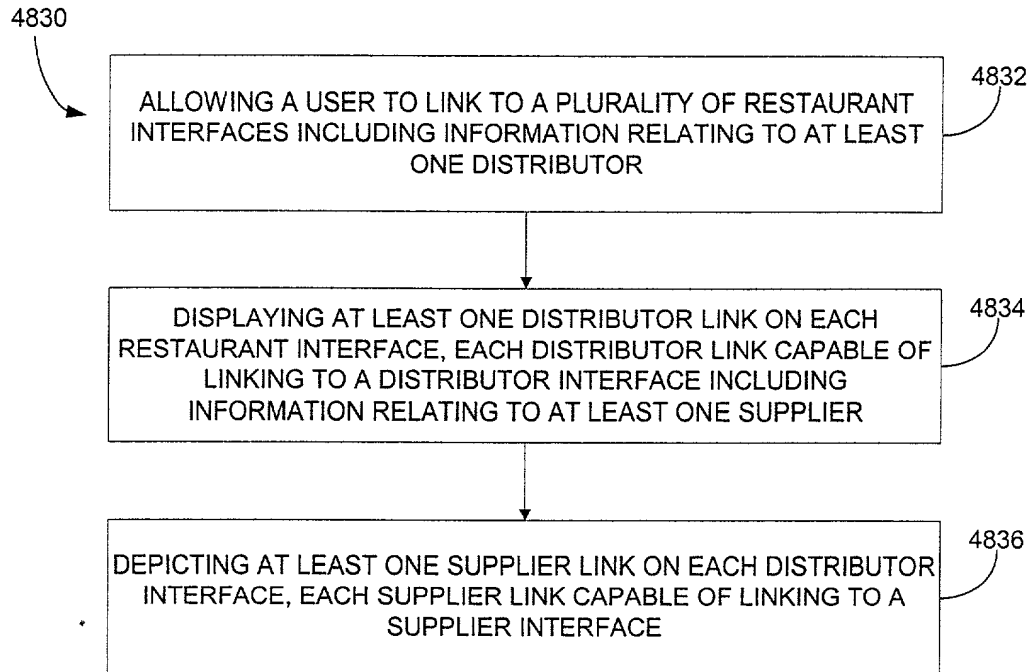 4830
ALLOWING A USER TO LINK TO A PLURALITY OF RESTAURANT
INTERFACES INCLUDING INFORMATION RELATING TO AT LEAST
ONE DISTRIBUTOR
4832
DISPLAYING AT LEAST ONE DISTRIBUTOR LINK ON EACH
RESTAURANT INTERFACE, EACH DISTRIBUTOR LINK CAPABLE OF
LINKING TO A DISTRIBUTOR INTERFACE INCLUDING
INFORMATION RELATING TO AT LEAST ONE SUPPLIER
4834
DEPICTING AT LEAST ONE SUPPLIER LINK ON EACH DISTRIBUTOR
INTERFACE, EACH SUPPLIER LINK CAPABLE OF LINKING TO A
SUPPLIER INTERFACE
4836